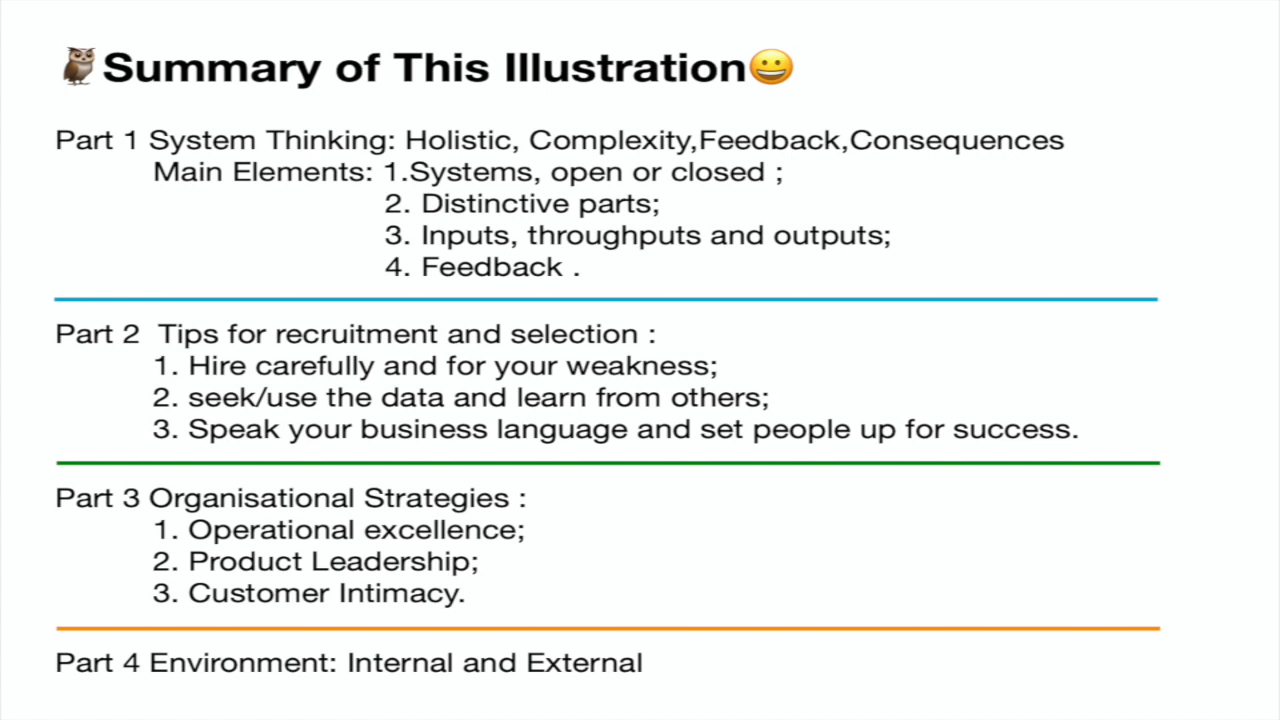 🦉Summary of This Illustration😀
Part 1 System Thinking: Holistic, Complexity,Feedback,Consequences
Main Elements: 1.Systems, open or closed ;
2. Distinctive parts;
3. Inputs, throughputs and outputs;
4. Feedback .
Part 2  Tips for recruitment and selection :
1. Hire carefully and for your weakness;
2. seek/use the data and learn from others;
3. Speak your business language and set people up for success.
Part 3 Organisational Strategies :
1. Operational excellence;
2. Product Leadership;
3. Customer Intimacy.
Part 4 Environment: Internal and External